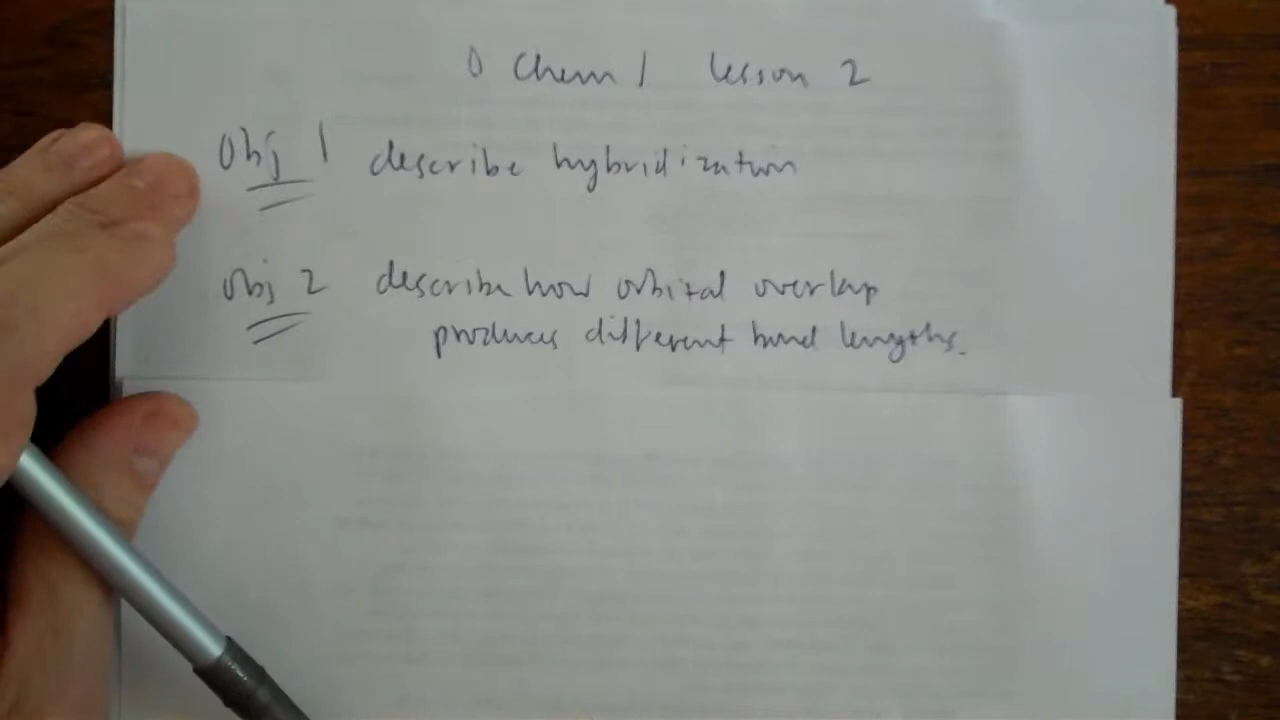 O Chem 1 lesson 2
Obj 1 describe hybridization
Obj 2 describe how orbital overlap
produces different bond lengths.